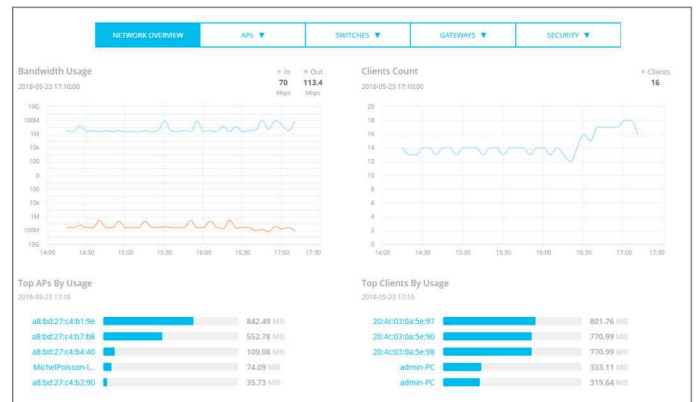 NETWORK OVERVIEW APs ▼ SWITCHES ▼ GATEWAYS ▼ SECURITY ▼
Bandwidth Usage
In Out
2018-05-23 17:10:00
70 113.4
Mbps Mbps
10G
100M
1M
10k
100
0
100
10k
1M
100M
10G
14:00 14:30 15:00 15:30 16:00 16:30 17:00 17:30
Clients Count
Clients
2018-05-23 17:10:00
16
20
18
16
14
12
10
8
6
4
2
0
14:00 14:30 15:00 15:30 16:00 16:30 17:00 17:30
Top APs By Usage
2018-05-23 17:10
a8:bd:27:c4:b1:9e 842.49 MB
a8:bd:27:c4:b7:b8 552.78 MB
a8:bd:27:c4:b4:40 109.08 MB
MichelPoisson-I... 74.09 MB
a8:bd:27:c4:b2:90 35.73 MB
Top Clients By Usage
2018-05-23 17:10
20:4c:03:0a:5e:97 801.76 MB
20:4c:03:0a:5e:90 770.99 MB
20:4c:03:0a:5e:98 770.99 MB
admin-PC 333.11 MB
admin-PC 319.64 MB